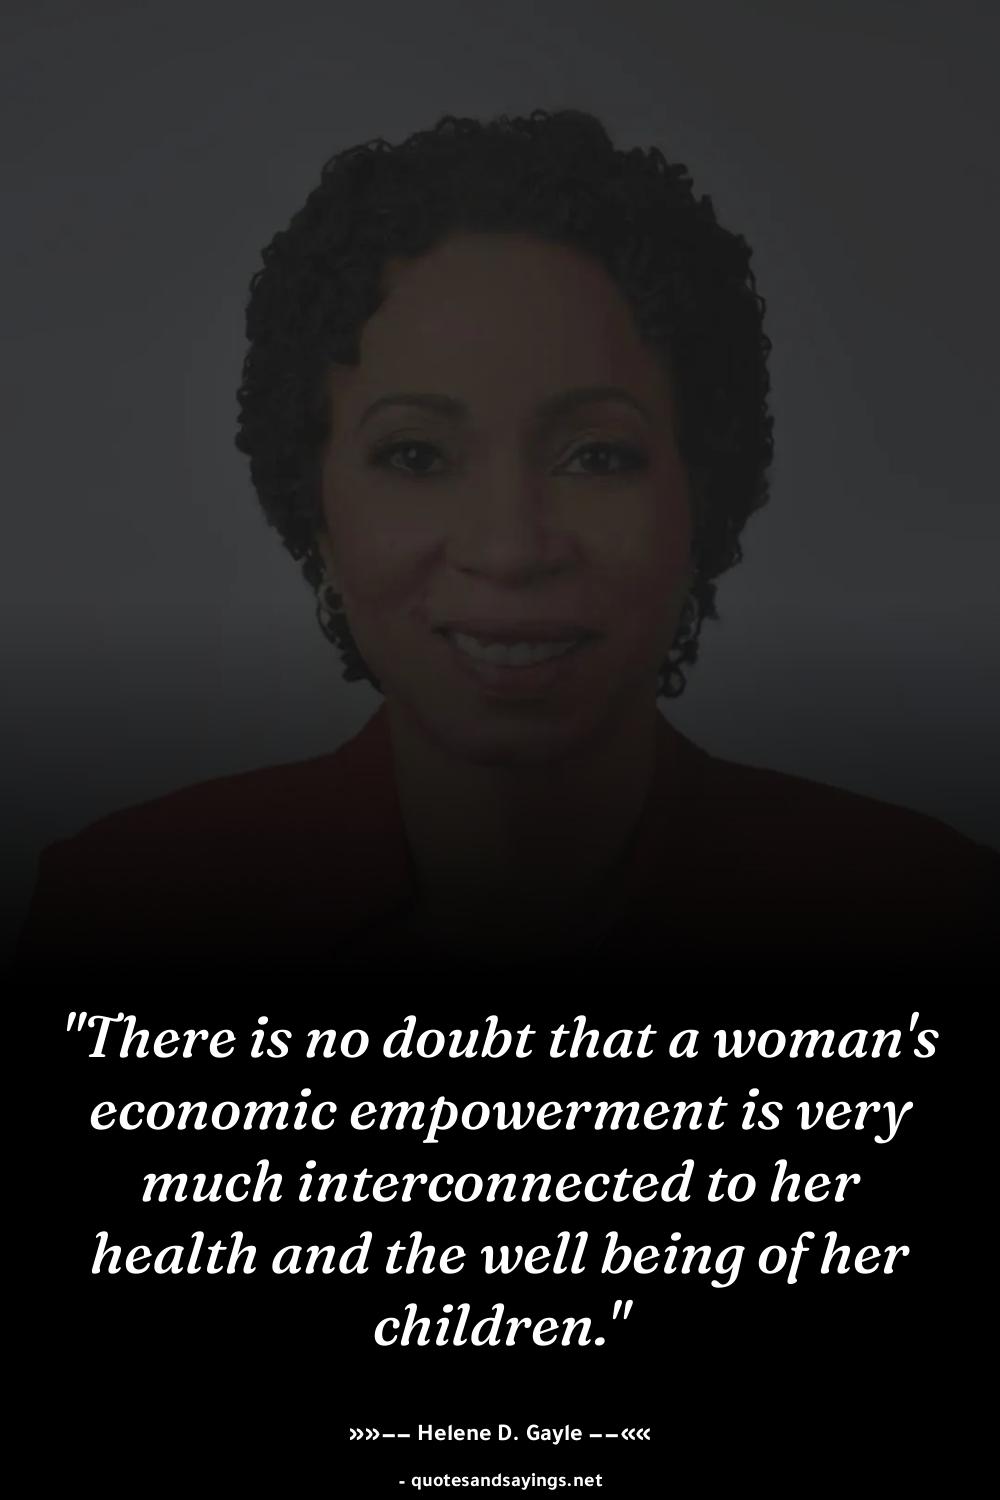 "There is no doubt that a woman's
economic empowerment is very
much interconnected to her
health and the well being of her
children."
»»–– Helene D. Gayle ––««
- quotesandsayings.net